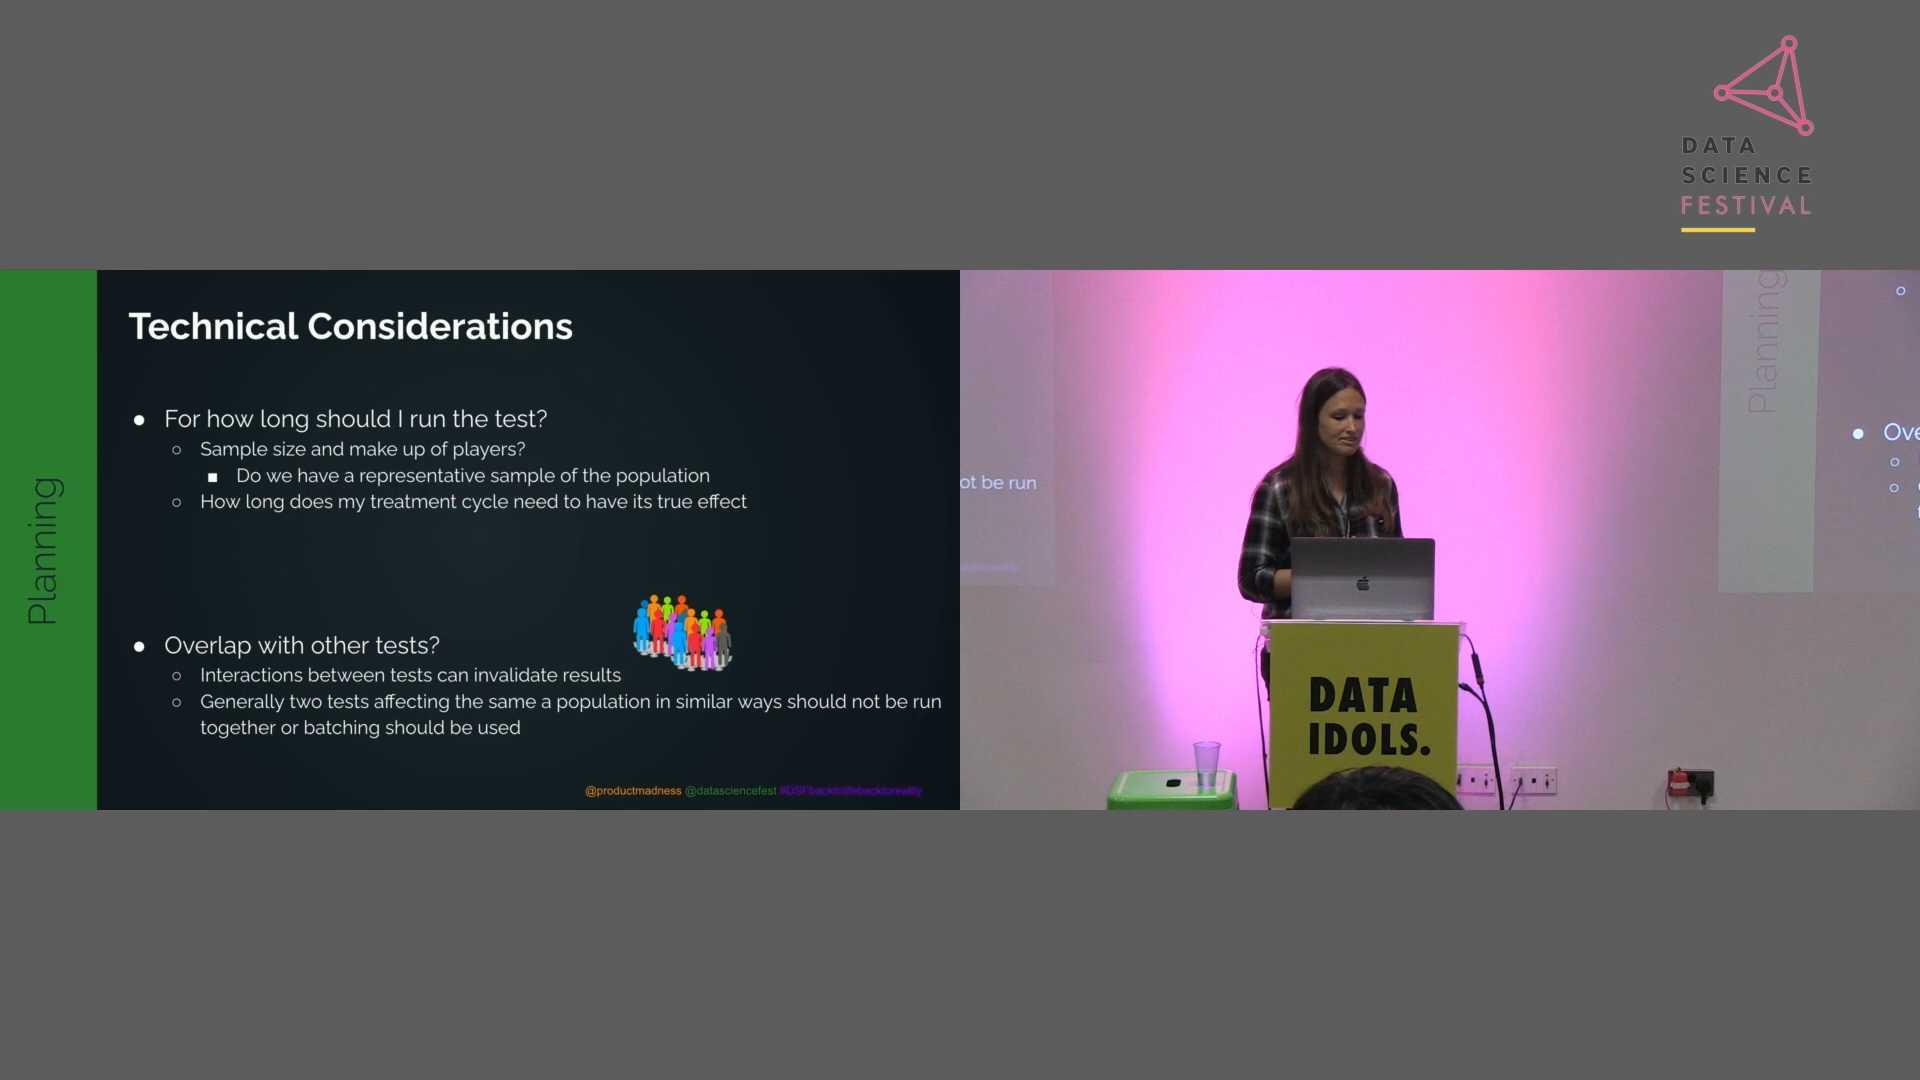 DATA
SCIENCE
FESTIVAL
Planning
Technical Considerations
● For how long should I run the test?
○ Sample size and make up of players?
■ Do we have a representative sample of the population
○ How long does my treatment cycle need to have its true effect
● Overlap with other tests?
○ Interactions between tests can invalidate results
○ Generally two tests affecting the same a population in similar ways should not be run
together or batching should be used
@productmadness @datasciencefest #DSFbacktolifebacktoreality
ot be run
Planning
● Ove
DATA
IDOLS.